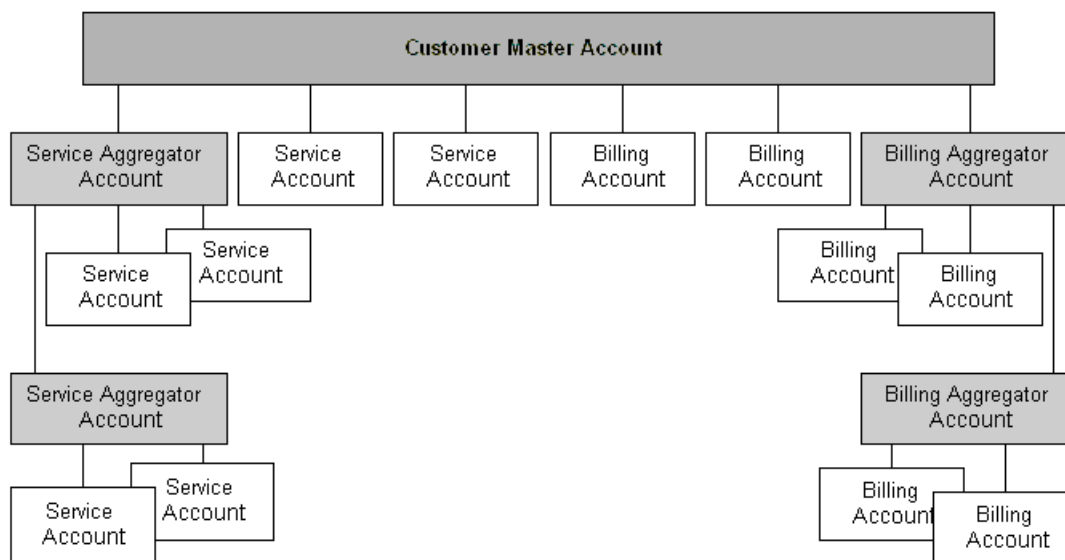 Customer Master Account
Service Aggregator
Account
Service
Account
Service
Account
Billing
Account
Billing
Account
Billing Aggregator
Account
Service
Account
Service
Account
Billing
Account
Billing
Account
Service Aggregator
Account
Billing Aggregator
Account
Service
Account
Service
Account
Billing
Account
Billing
Account